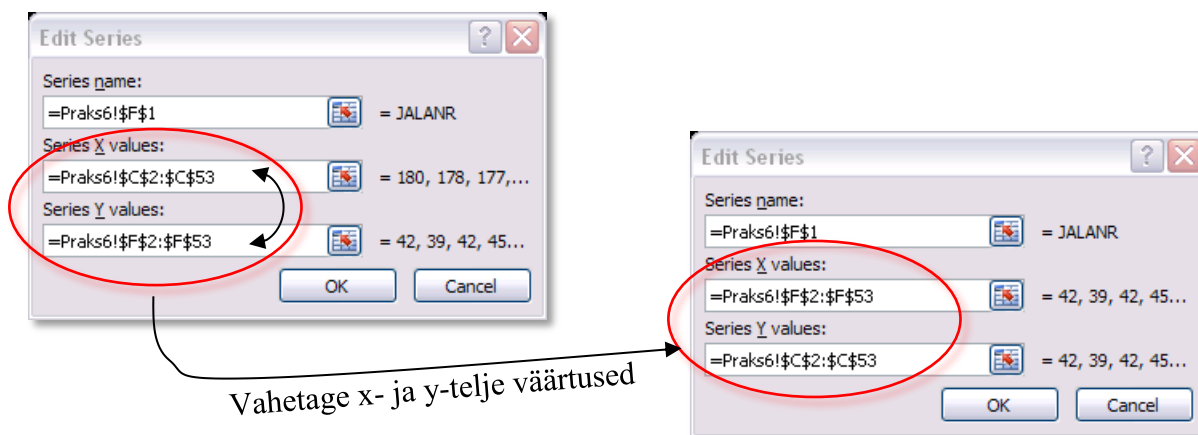 Edit Series
Series name:
=Praks6!$F$1 = JALANR
Series X values:
=Praks6!$C$2:$C$53 = 180, 178, 177,...
Series Y values:
=Praks6!$F$2:$F$53 = 42, 39, 42, 45...
OK Cancel
Edit Series
Series name:
=Praks6!$F$1 = JALANR
Series X values:
=Praks6!$F$2:$F$53 = 42, 39, 42, 45...
Series Y values:
=Praks6!$C$2:$C$53 = 42, 39, 42, 45...
OK Cancel
Vahetage x- ja y-telje väärtused